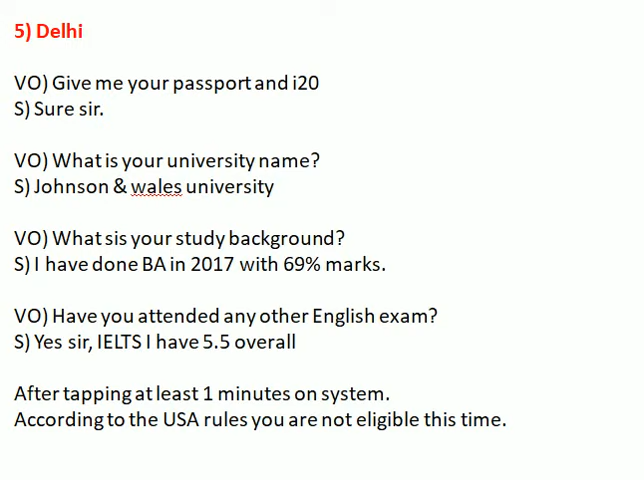 5) Delhi
VO) Give me your passport and i20
S) Sure sir.
VO) What is your university name?
S) Johnson & wales university
VO) What sis your study background?
S) I have done BA in 2017 with 69% marks.
VO) Have you attended any other English exam?
S) Yes sir, IELTS I have 5.5 overall
After tapping at least 1 minutes on system.
According to the USA rules you are not eligible this time.